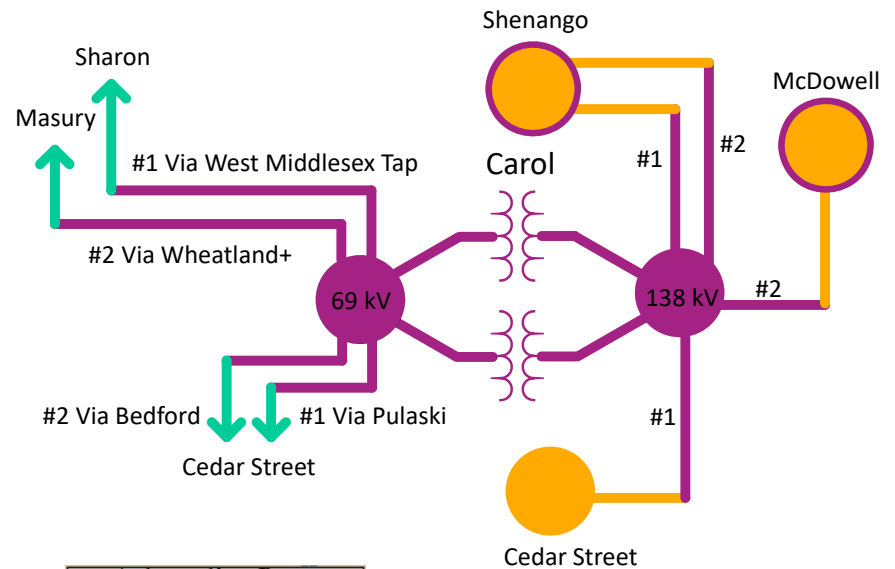 Shenango
Sharon
McDowell
Masury
#1 Via West Middlesex Tap
Carol
#1
#2
#2 Via Wheatland+
69 kV
138 kV
#2
#2 Via Bedford
#1 Via Pulaski
#1
Cedar Street
Cedar Street